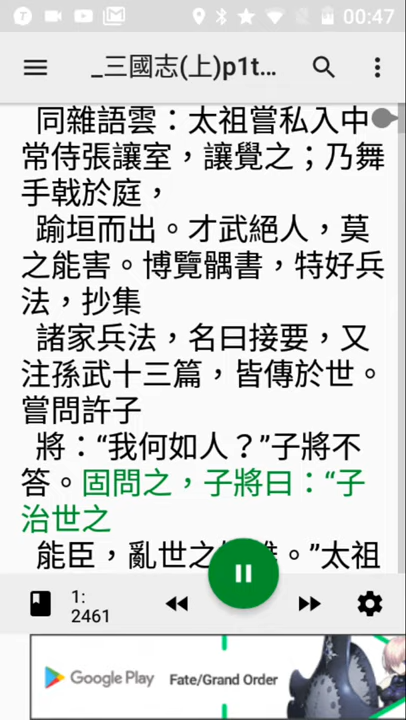 00:47
_三國志(上)p1t...
同雜語雲：太祖嘗私入中
常侍張讓室，讓覺之；乃舞
手戟於庭，
踰垣而出。才武絕人，莫
之能害。博覽髃書，特好兵
法，抄集
諸家兵法，名曰接要，又
注孫武十三篇，皆傳於世。
嘗問許子
將：“我何如人？”子將不
答。固問之，子將曰：“子
治世之
能臣，亂世之 。”太祖
1:
2461
Google Play
Fate/Grand Order